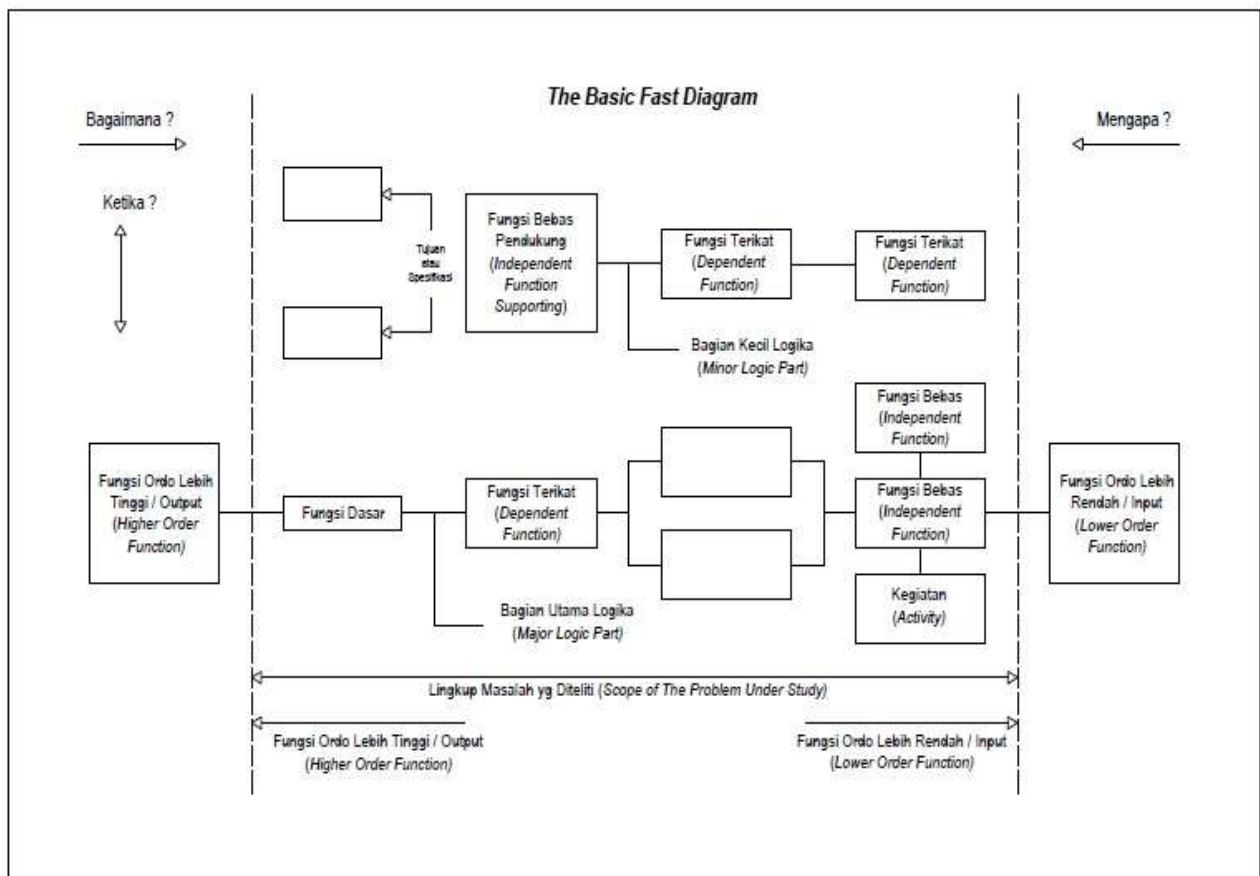 The Basic Fast Diagram
Bagaimana ?
Mengapa ?
Ketika ?
Tujuan
atau
Spesifikasi
Fungsi Bebas
Pendukung
(Independent
Function
Supporting)
Fungsi Terikat
(Dependent
Function)
Fungsi Terikat
(Dependent
Function)
Bagian Kecil Logika
(Minor Logic Part)
Fungsi Bebas
(Independent
Function)
Fungsi Ordo Lebih
Tinggi / Output
(Higher Order
Function)
Fungsi Dasar
Fungsi Terikat
(Dependent
Function)
Fungsi Bebas
(Independent
Function)
Fungsi Ordo Lebih
Rendah / Input
(Lower Order
Function)
Kegiatan
(Activity)
Bagian Utama Logika
(Major Logic Part)
Lingkup Masalah yg Diteliti (Scope of The Problem Under Study)
Fungsi Ordo Lebih Tinggi / Output
(Higher Order Function)
Fungsi Ordo Lebih Rendah / Input
(Lower Order Function)